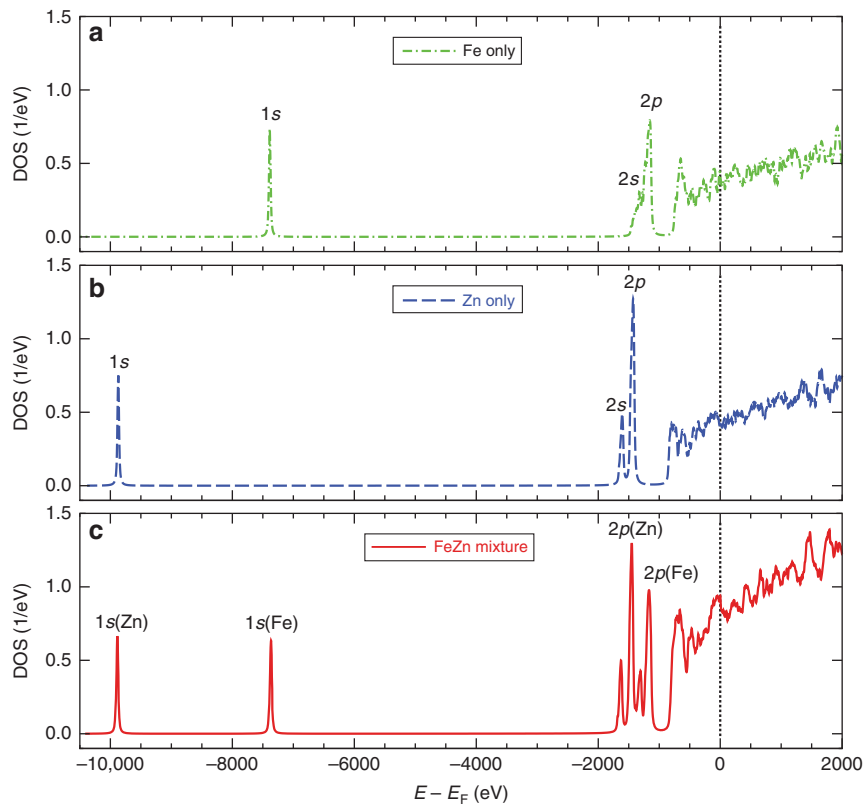 a
Fe only
1s
2s
2p
DOS (1/eV)
1.5
1.0
0.5
0.0
b
Zn only
1s
2s
2p
DOS (1/eV)
1.5
1.0
0.5
0.0
c
FeZn mixture
1s(Zn)
1s(Fe)
2p(Zn)
2p(Fe)
DOS (1/eV)
1.5
1.0
0.5
0.0
−10,000 −8000 −6000 −4000 −2000 0 2000
E − EF (eV)